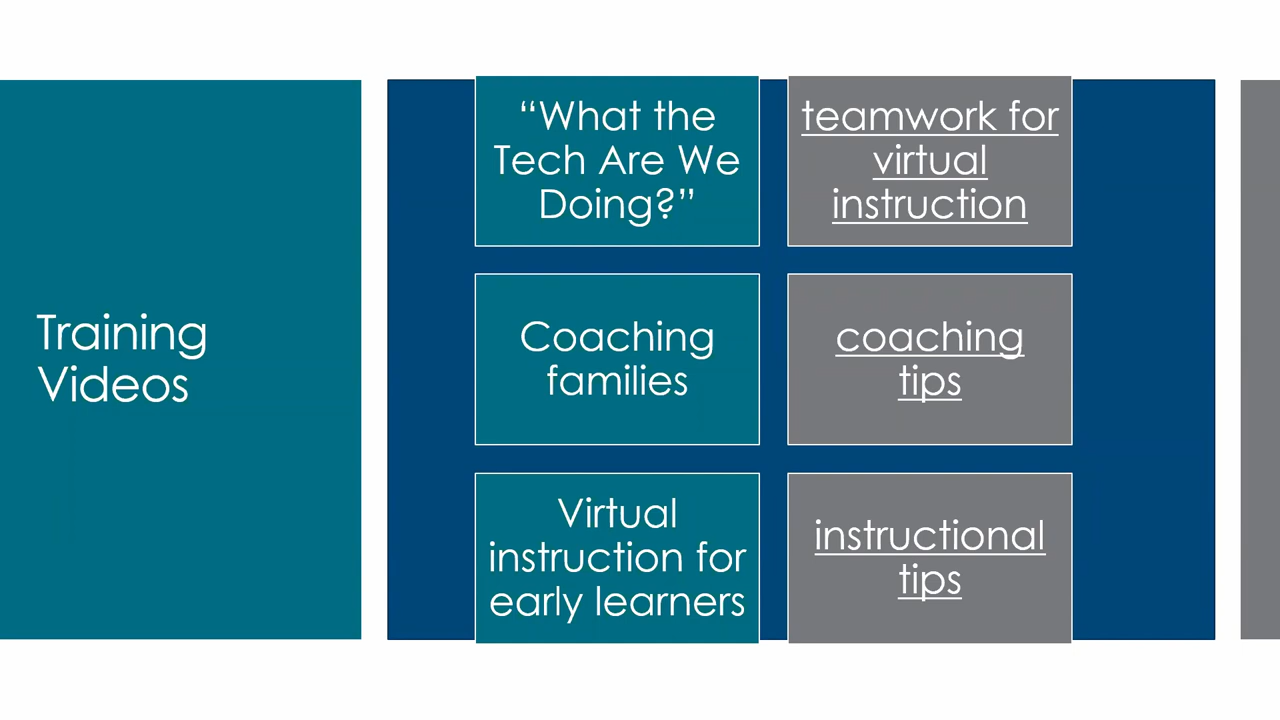 Training
Videos
“What the
Tech Are We
Doing?”
teamwork for
virtual
instruction
Coaching
families
coaching
tips
Virtual
instruction for
early learners
instructional
tips